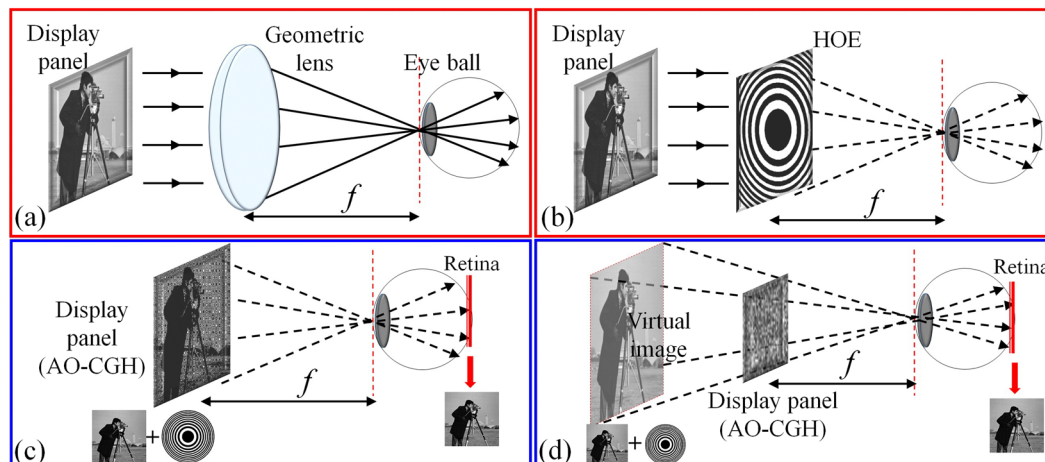 Display
panel
Geometric
lens
Eye ball
f
(a)
Display
panel
HOE
f
(b)
Retina
Display
panel
(AO-CGH)
f
+
(c)
Retina
Virtual
image
f
Display panel
(AO-CGH)
+
(d)